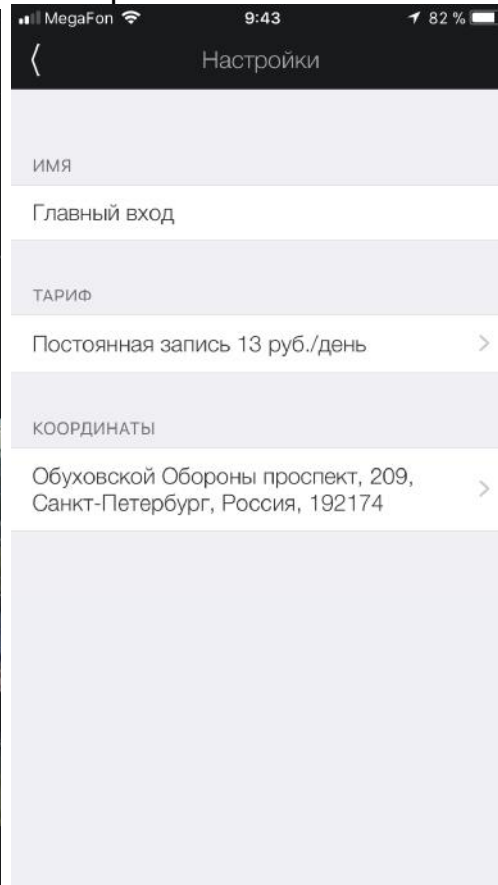 MegaFon 9:43 82 %
Настройки
ИМЯ
Главный вход
ТАРИФ
Постоянная запись 13 руб./день
КООРДИНАТЫ
Обуховской Обороны проспект, 209,
Санкт-Петербург, Россия, 192174